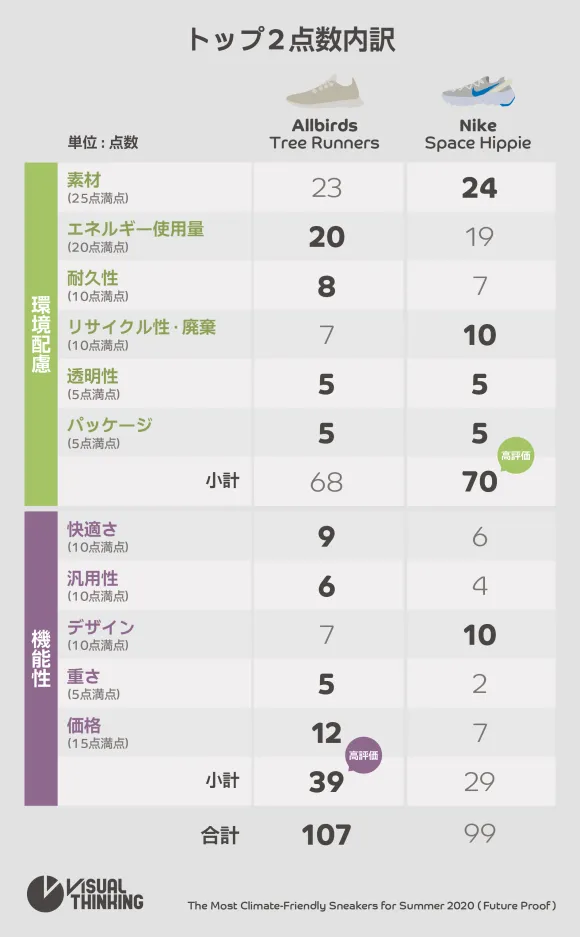 トップ2点数内訳
単位 : 点数
Allbirds
Tree Runners
Nike
Space Hippie
環境配慮
素材
(25点満点)
23
24
エネルギー使用量
(20点満点)
20
19
耐久性
(10点満点)
8
7
リサイクル性・廃棄
(10点満点)
7
10
透明性
(5点満点)
5
5
パッケージ
(5点満点)
5
5
高評価
小計
68
70
機能性
快適さ
(10点満点)
9
6
汎用性
(10点満点)
6
4
デザイン
(10点満点)
7
10
重さ
(5点満点)
5
2
価格
(15点満点)
12
7
高評価
小計
39
29
合計
107
99
VISUAL
THINKING
The Most Climate-Friendly Sneakers for Summer 2020 ( Future Proof )